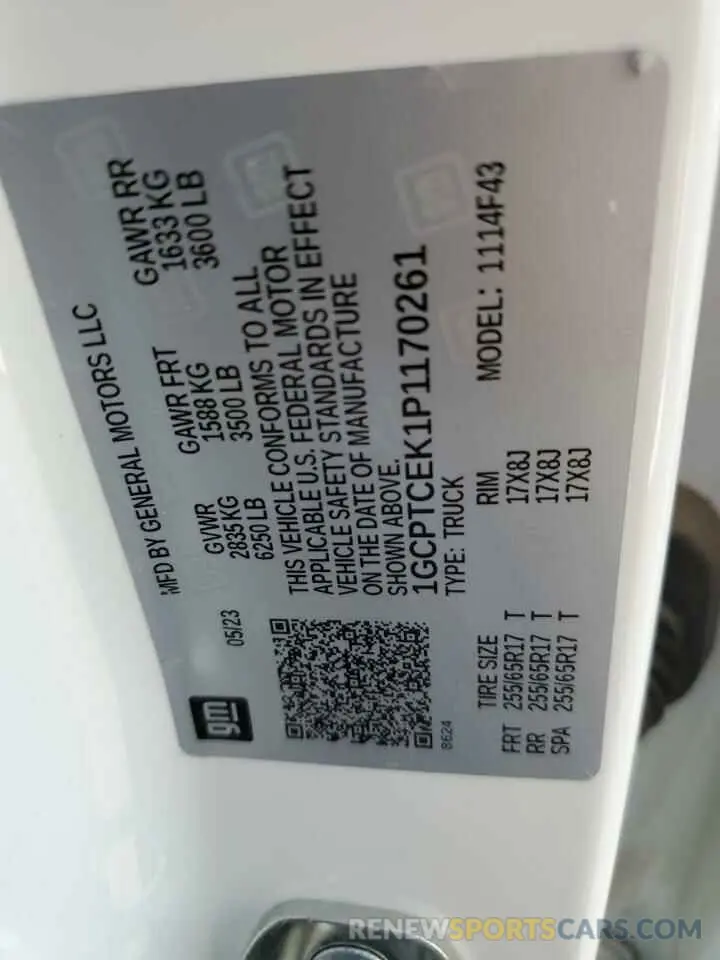 MFD BY GENERAL MOTORS LLC
gm
05/23
GVWR GAWR FRT GAWR RR
2835 KG 1588 KG 1633 KG
6250 LB 3500 LB 3600 LB
THIS VEHICLE CONFORMS TO ALL
APPLICABLE U.S. FEDERAL MOTOR
VEHICLE SAFETY STANDARDS IN EFFECT
ON THE DATE OF MANUFACTURE
SHOWN ABOVE.
1GCPTCEK1P1170261
TYPE: TRUCK MODEL: 1114F43
8624
TIRE SIZE RIM
FRT 255/65R17 T 17X8J
RR 255/65R17 T 17X8J
SPA 255/65R17 T 17X8J
RENEWSPORTSCARS.COM